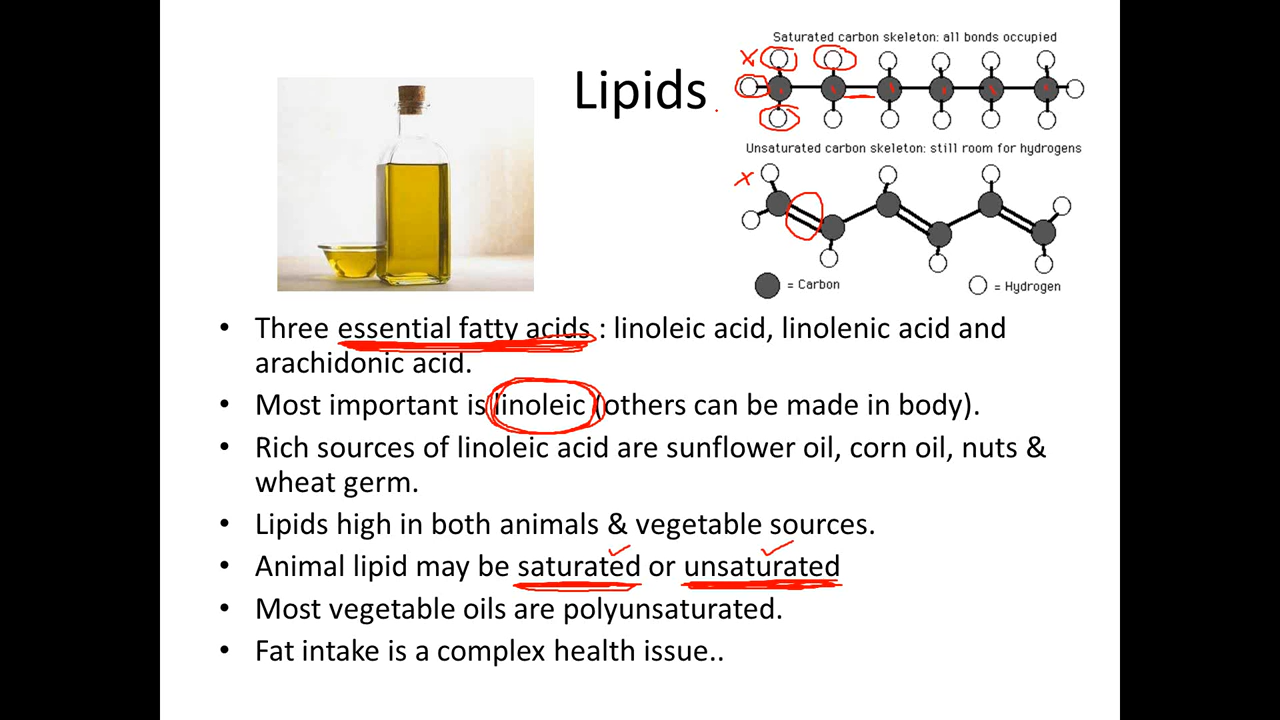 Lipids
Saturated carbon skeleton: all bonds occupied
Unsaturated carbon skeleton: still room for hydrogens
= Carbon
= Hydrogen
• Three essential fatty acids : linoleic acid, linolenic acid and
arachidonic acid.
• Most important is linoleic (others can be made in body).
• Rich sources of linoleic acid are sunflower oil, corn oil, nuts &
wheat germ.
• Lipids high in both animals & vegetable sources.
• Animal lipid may be saturated or unsaturated
• Most vegetable oils are polyunsaturated.
• Fat intake is a complex health issue..